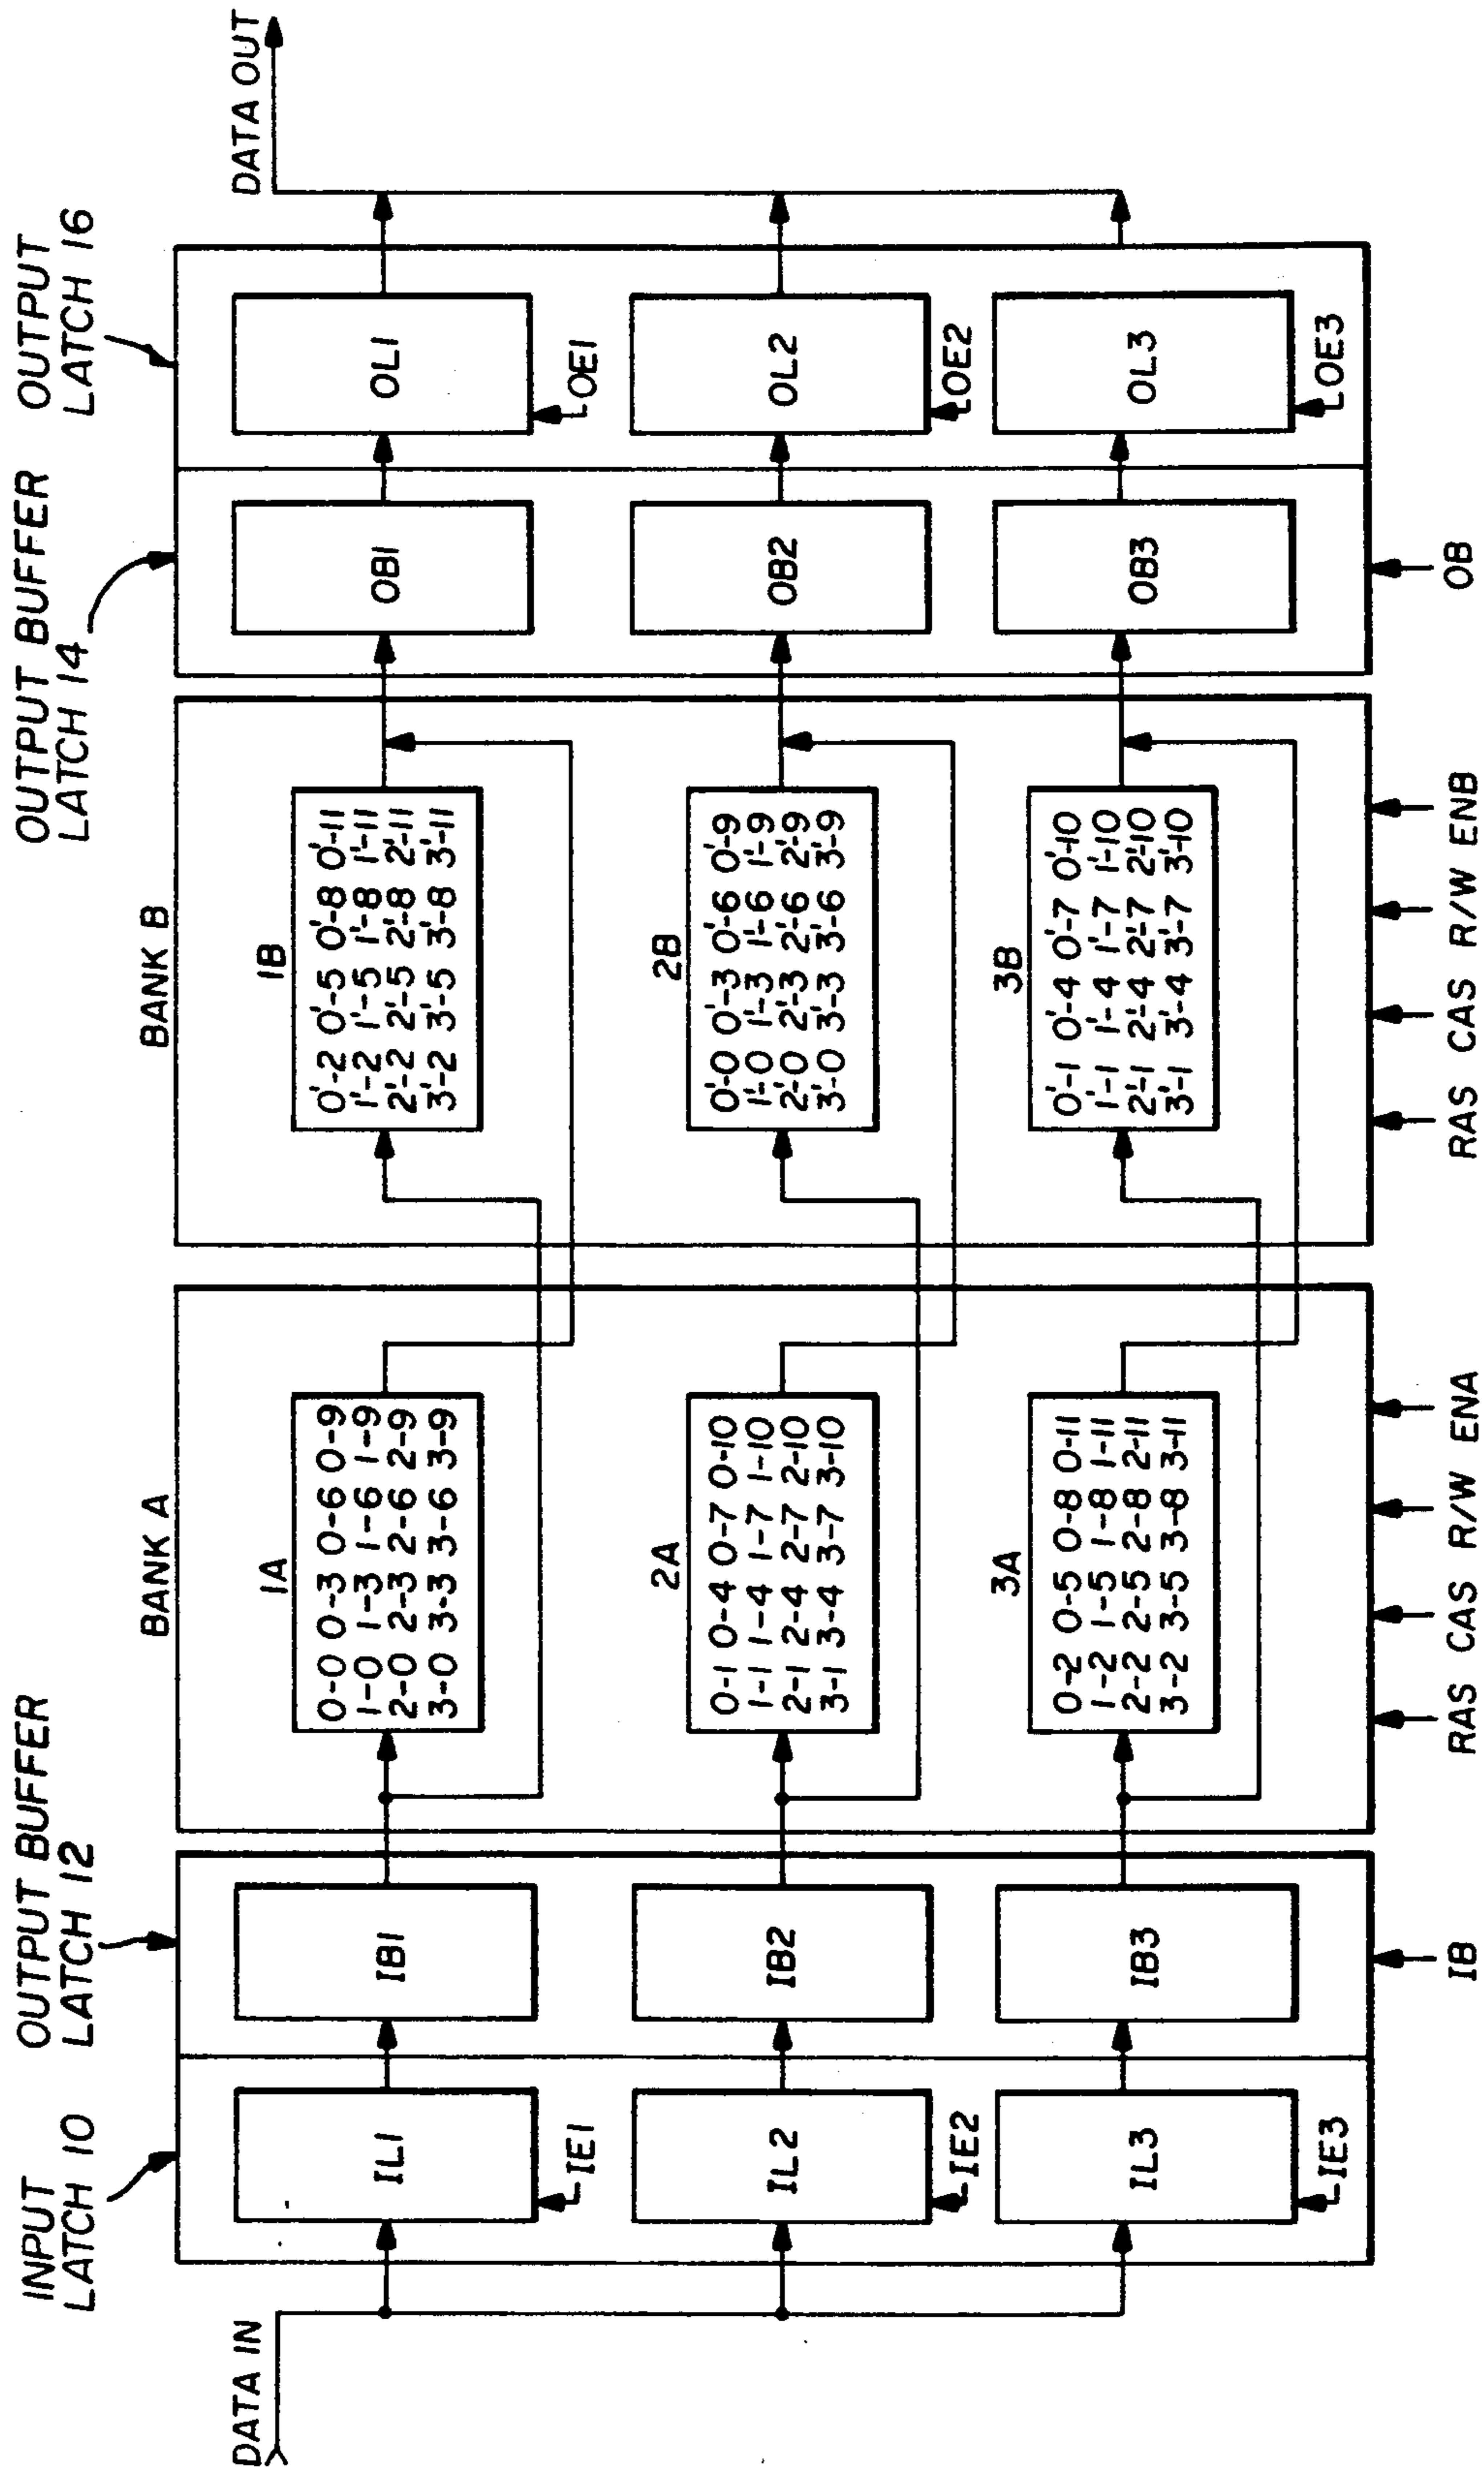 INPUT
LATCH 10
OUTPUT BUFFER
LATCH 12
OUTPUT BUFFER
LATCH 14
OUTPUT
LATCH 16
DATA IN
IL1
IE1
IL2
IE2
IL3
IE3
IB1
IB2
IB3
IB
BANK A
1A
0-0 0-3 0-6 0-9
1-0 1-3 1-6 1-9
2-0 2-3 2-6 2-9
3-0 3-3 3-6 3-9
2A
0-1 0-4 0-7 0-10
1-1 1-4 1-7 1-10
2-1 2-4 2-7 2-10
3-1 3-4 3-7 3-10
3A
0-2 0-5 0-8 0-11
1-2 1-5 1-8 1-11
2-2 2-5 2-8 2-11
3-2 3-5 3-8 3-11
RAS CAS R/W ENA
BANK B
1B
0'-2 0'-5 0'-8 0'-11
1'-2 1'-5 1'-8 1'-11
2'-2 2'-5 2'-8 2'-11
3'-2 3'-5 3'-8 3'-11
2B
0'-0 0'-3 0'-6 0'-9
1'-0 1'-3 1'-6 1'-9
2'-0 2'-3 2'-6 2'-9
3'-0 3'-3 3'-6 3'-9
3B
0'-1 0'-4 0'-7 0'-10
1'-1 1'-4 1'-7 1'-10
2'-1 2'-4 2'-7 2'-10
3'-1 3'-4 3'-7 3'-10
RAS CAS R/W ENB
OB1
OB2
OB3
OB
OL1
OE1
OL2
OE2
OL3
OE3
DATA OUT